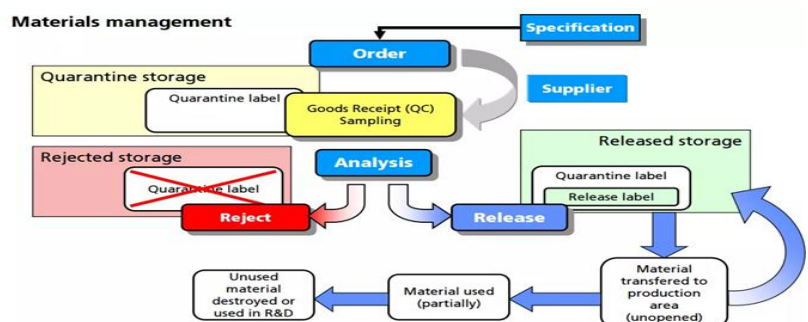 Materials management
Specification
Order
Quarantine storage
Quarantine label
Supplier
Goods Receipt (QC)
Sampling
Released storage
Rejected storage
Analysis
Quarantine label
Quarantine label
Release label
Reject
Release
Unused
material
destroyed or
used in R&D
Material used
(partially)
Material
transfered to
production
area
(unopened)